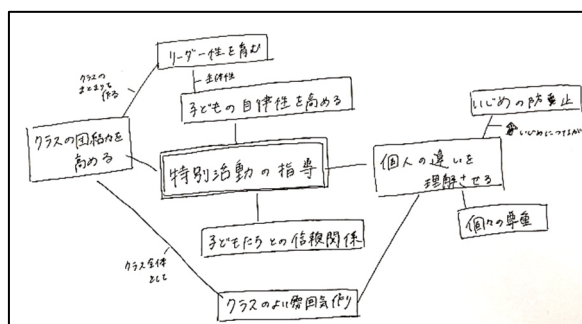 リーダー性を育む
クラスの
まとまりを
作る
主体性
子どもの自律性を高める
いじめの防止
いじめにつながる
クラスの団結力を
高める
特別活動の指導
個人の違いを
理解させる
個々の尊重
子どもたちとの信頼関係
クラス全体
として
クラスのよい雰囲気作り